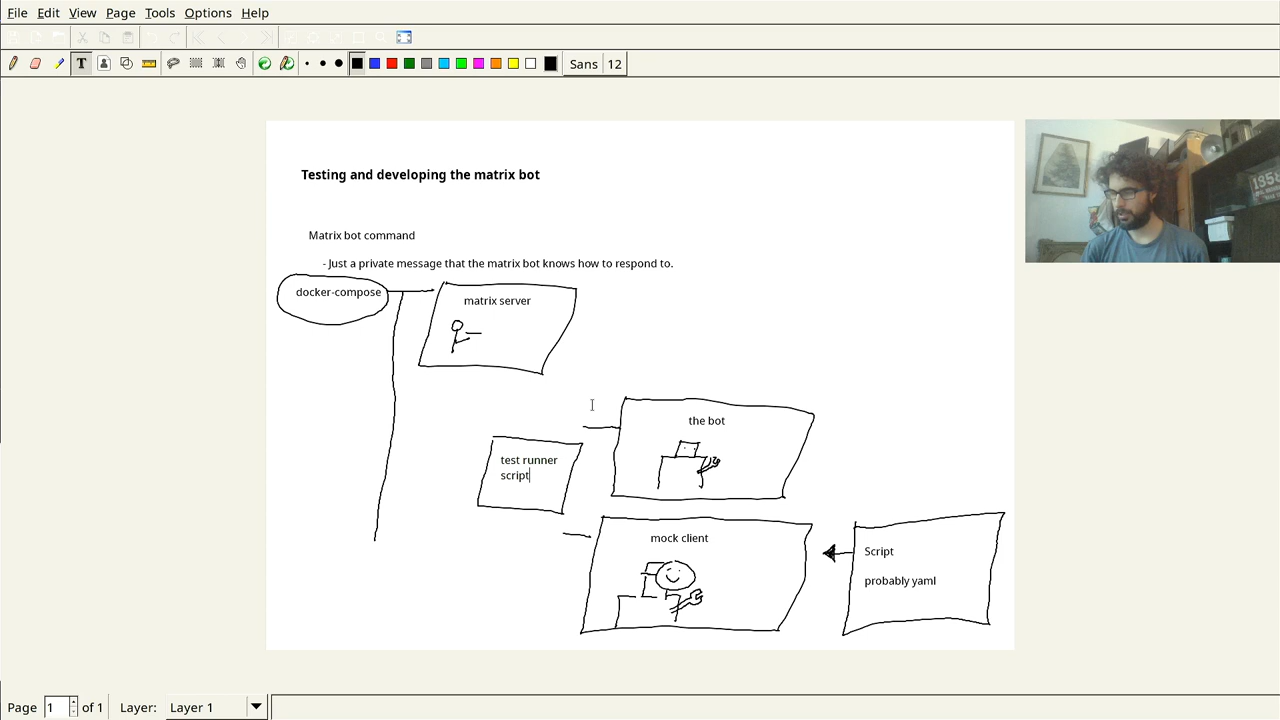 File Edit View Page Tools Options Help
T Sans 12
Testing and developing the matrix bot
Matrix bot command
- Just a private message that the matrix bot knows how to respond to.
docker-compose
matrix server
the bot
test runner
script
mock client
Script
probably yaml
1958
Page 1 of 1 Layer: Layer 1